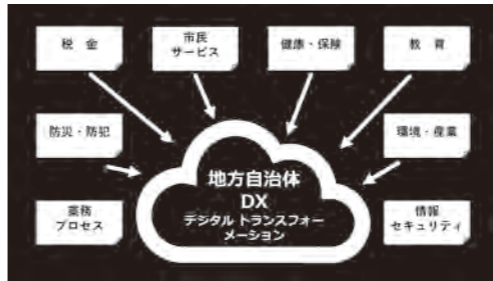 税 金
市民
サービス
健康・保険
教 育
防災・防犯
環境・産業
地方自治体
DX
デジタル トランスフォー
メーション
業務
プロセス
情報
セキュリティ